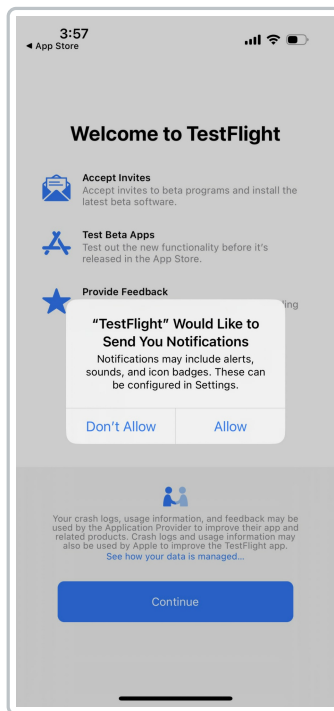 3:57
◀ App Store
Welcome to TestFlight
Accept Invites
Accept invites to beta programs and install the
latest beta software.
Test Beta Apps
Test out the new functionality before it's
released in the App Store.
Provide Feedback
“TestFlight” Would Like to
Send You Notifications
Notifications may include alerts,
sounds, and icon badges. These can
be configured in Settings.
Don't Allow
Allow
Your crash logs, usage information, and feedback may be
used by the Application Provider to improve their app and
related products. Crash logs and usage information may
also be used by Apple to improve the TestFlight app.
See how your data is managed...
Continue